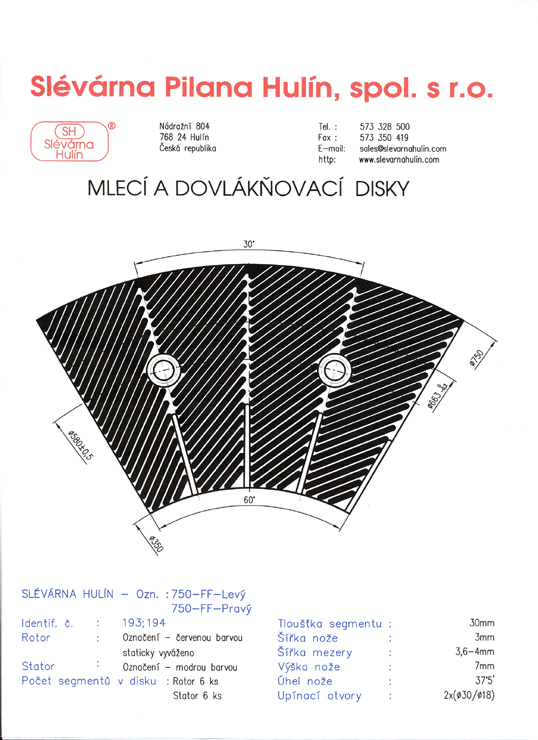 Slévárna Pilana Hulín, spol. s r.o.
SH
Slévárna
Hulín
®
Nádražní 804
768 24 Hulín
Česká republika
Tel. : 573 328 500
Fax : 573 350 419
E-mail: sales@slevarnahulin.com
http: www.slevarnahulin.com
MLECÍ A DOVLÁKŇOVACÍ DISKY
30°
ø750
ø663
ø580±0,5
60°
ø350
SLÉVÁRNA HULÍN – Ozn. : 750–FF–Levý
750–FF–Pravý
Identif. č. : 193;194
Rotor : Označení – červenou barvou
staticky vyváženo
Stator : Označení – modrou barvou
Počet segmentů v disku : Rotor 6 ks
Stator 6 ks
Tloušťka segmentu : 30mm
Šířka nože : 3mm
Šířka mezery : 3,6–4mm
Výška nože : 7mm
Úhel nože : 37°5'
Upínací otvory : 2x(ø30/ø18)